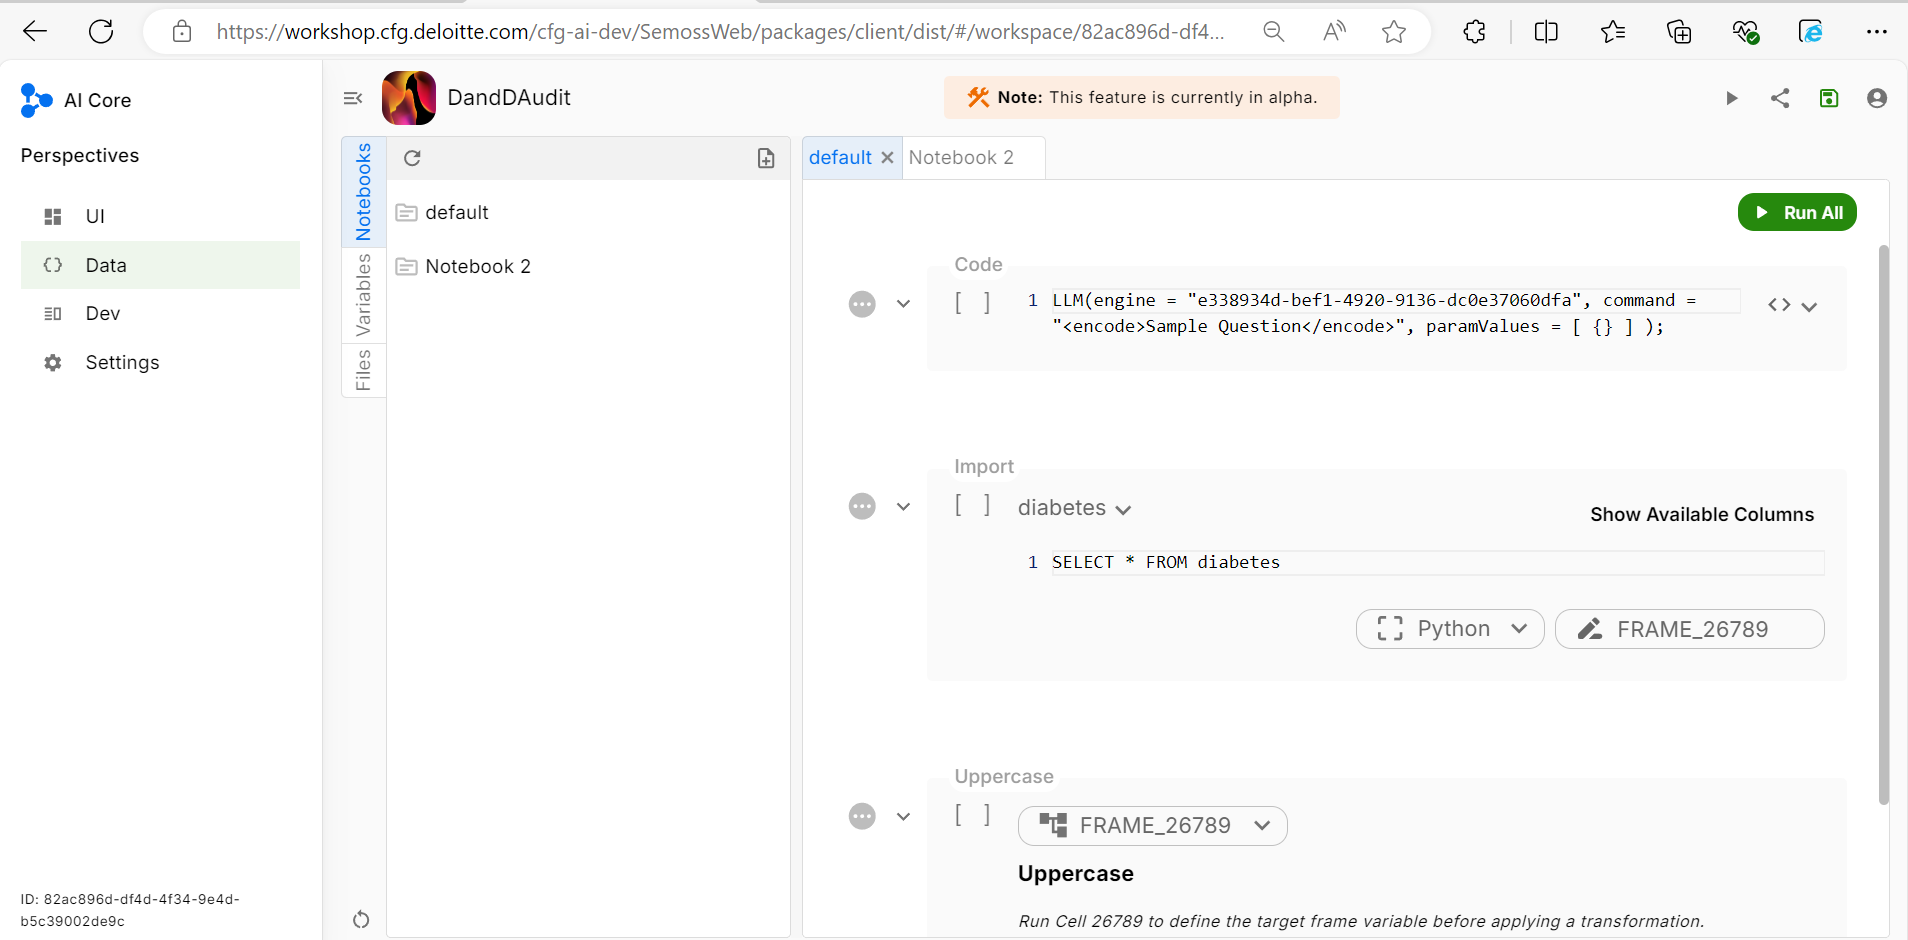 https://workshop.cfg.deloitte.com/cfg-ai-dev/SemossWeb/packages/client/dist/#/workspace/82ac896d-df4...
AI Core
DandDAudit
Note: This feature is currently in alpha.
Perspectives
UI
Data
Dev
Settings
ID: 82ac896d-df4d-4f34-9e4d-
b5c39002de9c
Notebooks
Variables
Files
default
Notebook 2
default
Notebook 2
Run All
Code
[ ]
1 LLM(engine = "e338934d-bef1-4920-9136-dc0e37060dfa", command =
"<encode>Sample Question</encode>", paramValues = [ {} ] );
Import
[ ] diabetes
Show Available Columns
1 SELECT * FROM diabetes
Python
FRAME_26789
Uppercase
[ ] FRAME_26789
Uppercase
Run Cell 26789 to define the target frame variable before applying a transformation.